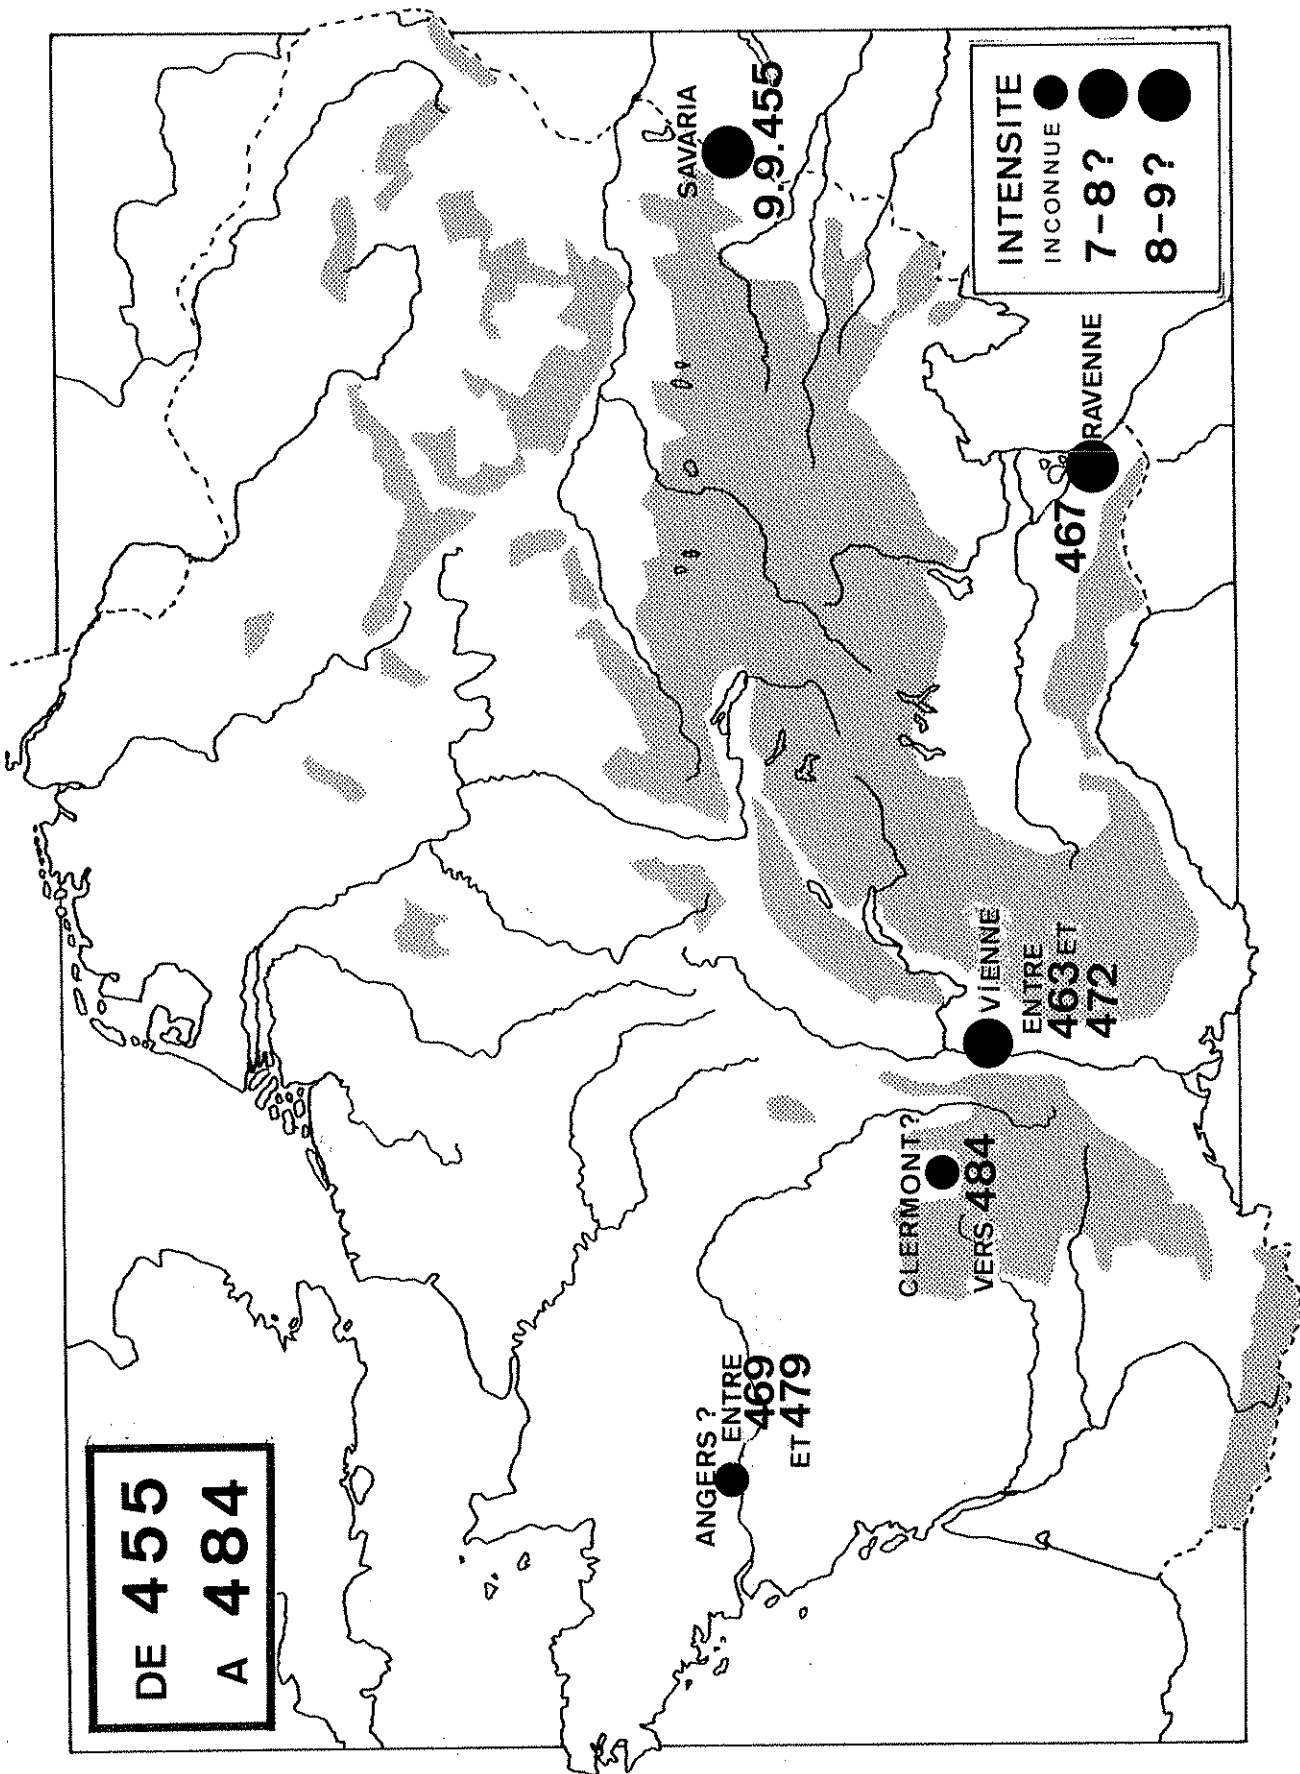 DE 455
A 484
ANGERS ?
ENTRE
469
ET 479
CLERMONT ?
VERS 484
VIENNE
ENTRE
463 ET
472
467
RAVENNE
SAVARIA
9.9.455
INTENSITE
INCONNUE
7-8?
8-9?